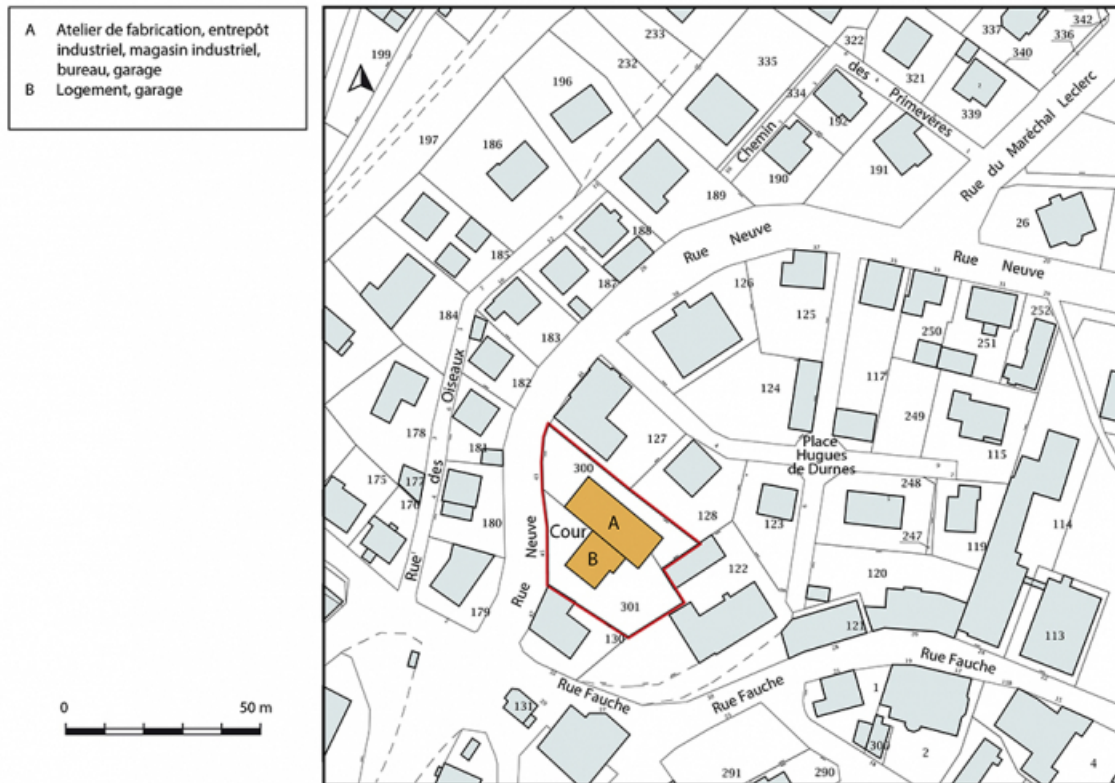 A Atelier de fabrication, entrepôt
industriel, magasin industriel,
bureau, garage
B Logement, garage
0 50 m
199
233
232
335
322
321
337
342
336
340
339
334
192
des Primevères
Chemin
Rue du Maréchal Leclerc
196
197
186
190
191
189
26
188
185
187
Rue Neuve
Rue Neuve
126
125
250
251
252
184
183
182
124
117
249
115
Oiseaux
178
181
127
Place
Hugues
de Durnes
175
177
176
des
300
A
Cour
B
128
123
248
247
119
114
180
Neuve
Rue
122
120
Rue
179
301
130
121
113
Rue Fauche
Rue Fauche
Rue Fauche
131
1
2
4
291
290